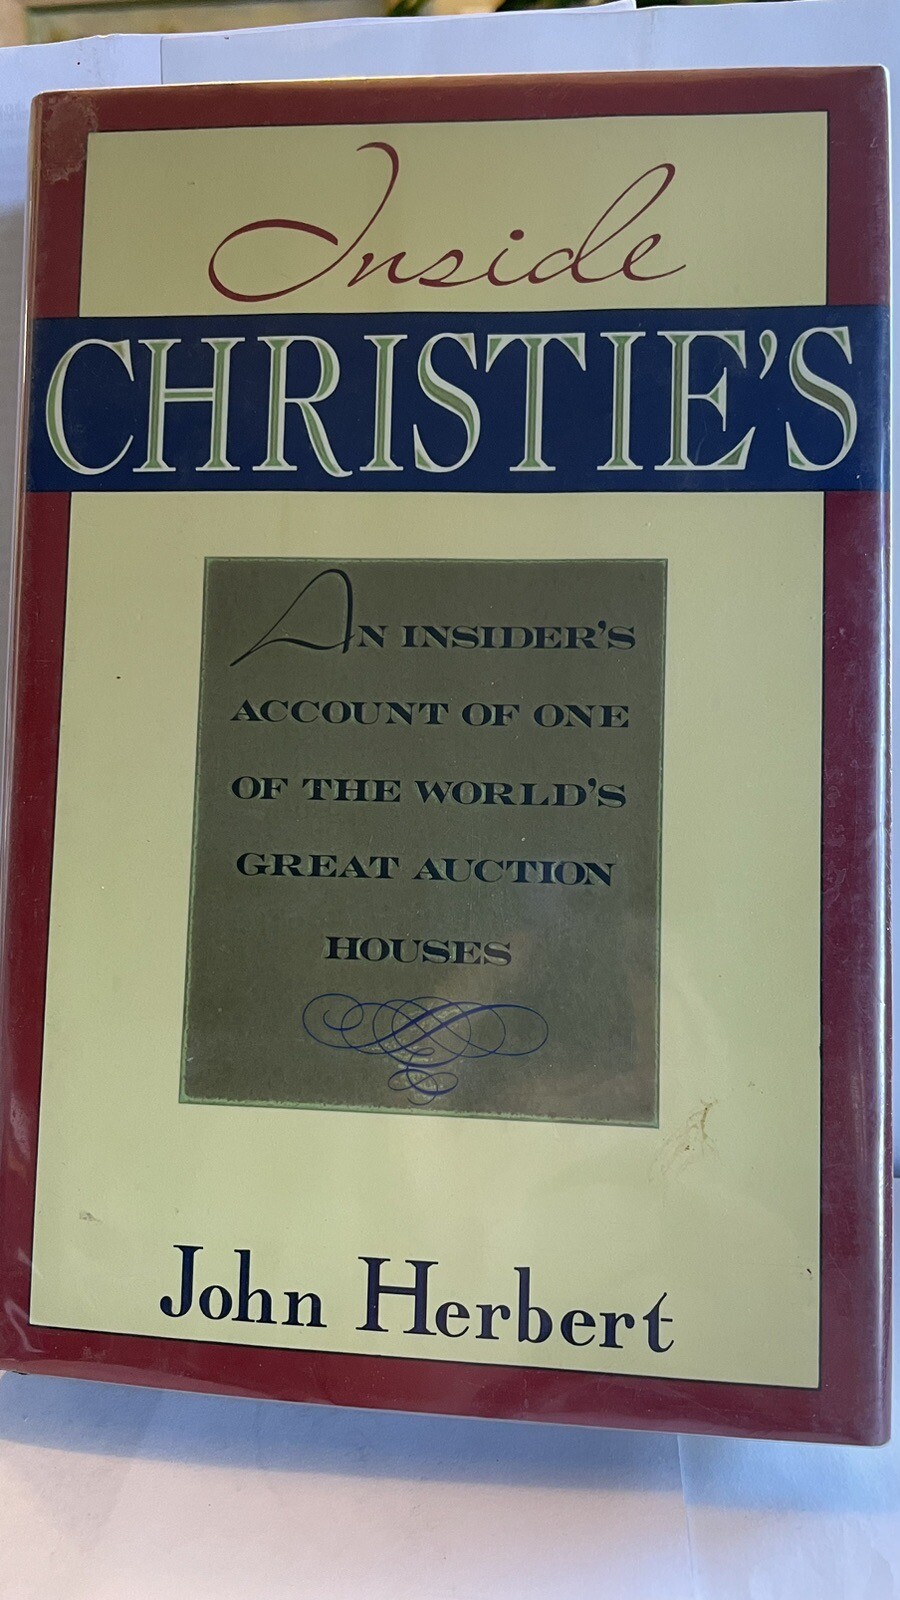 Inside
CHRISTIE'S
AN INSIDER'S
ACCOUNT OF ONE
OF THE WORLD'S
GREAT AUCTION
HOUSES
John Herbert